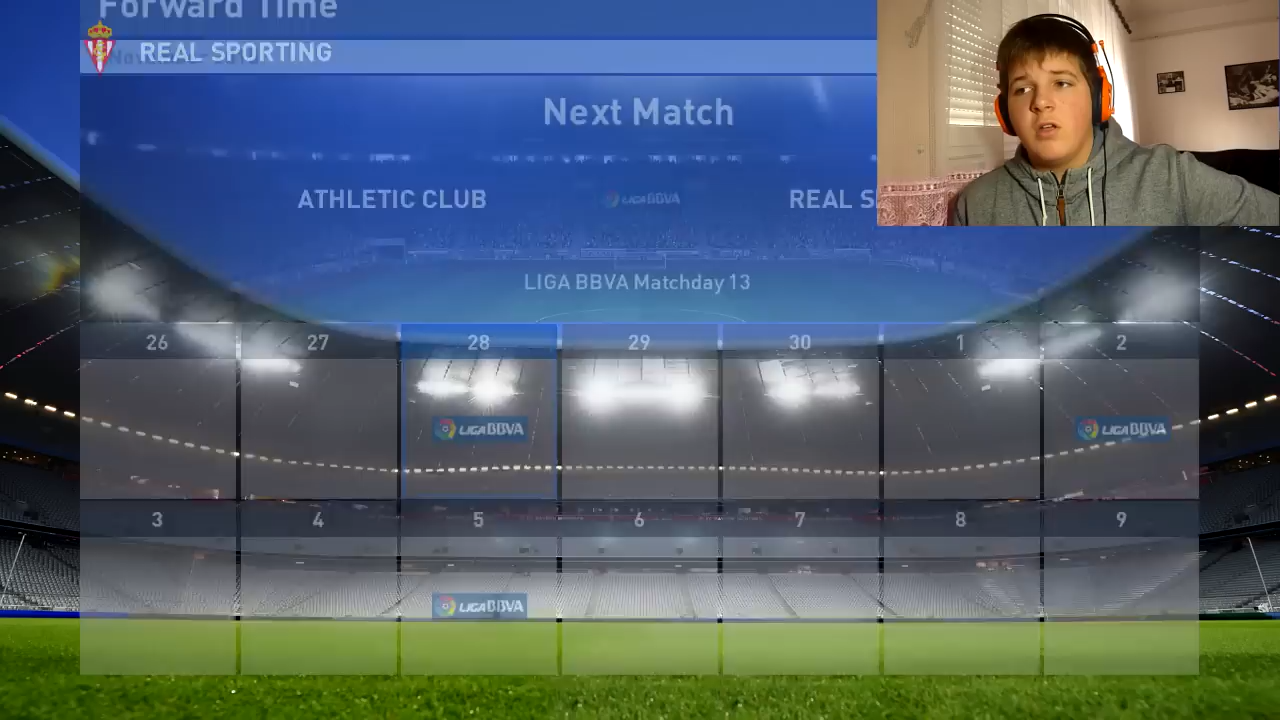 Forward Time
REAL SPORTING
Next Match
ATHLETIC CLUB LIGA BBVA REAL S
LIGA BBVA Matchday 13
26 27 28 29 30 1 2
LIGA BBVA LIGA BBVA
3 4 5 6 7 8 9
LIGA BBVA